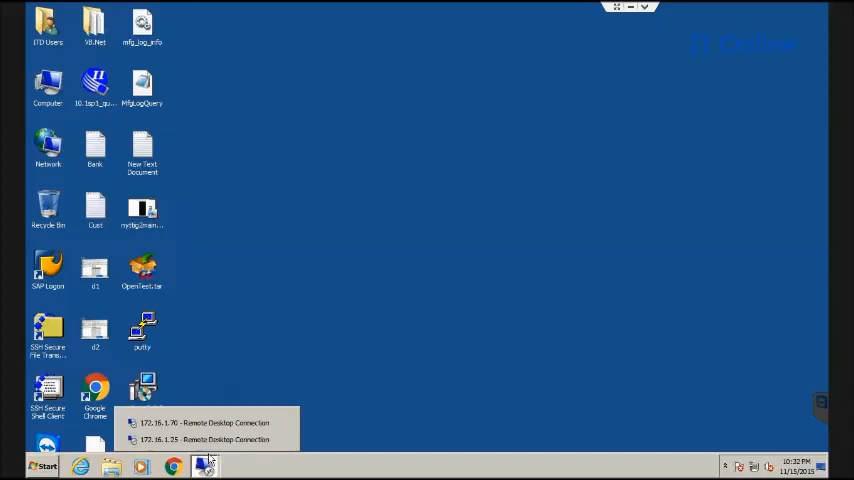 IT Online
ITD Users
VB.Net
mfg_log_info
Computer
10.1sp1_qu...
MfgLogQuery
Network
Bank
New Text
Document
Recycle Bin
Cust
nyttig2main...
SAP Logon
d1
OpenTest.tar
SSH Secure
File Trans...
d2
putty
SSH Secure
Shell Client
Google
Chrome
172.16.1.70 - Remote Desktop Connection
172.16.1.25 - Remote Desktop Connection
Start
10:32 PM
11/15/2015